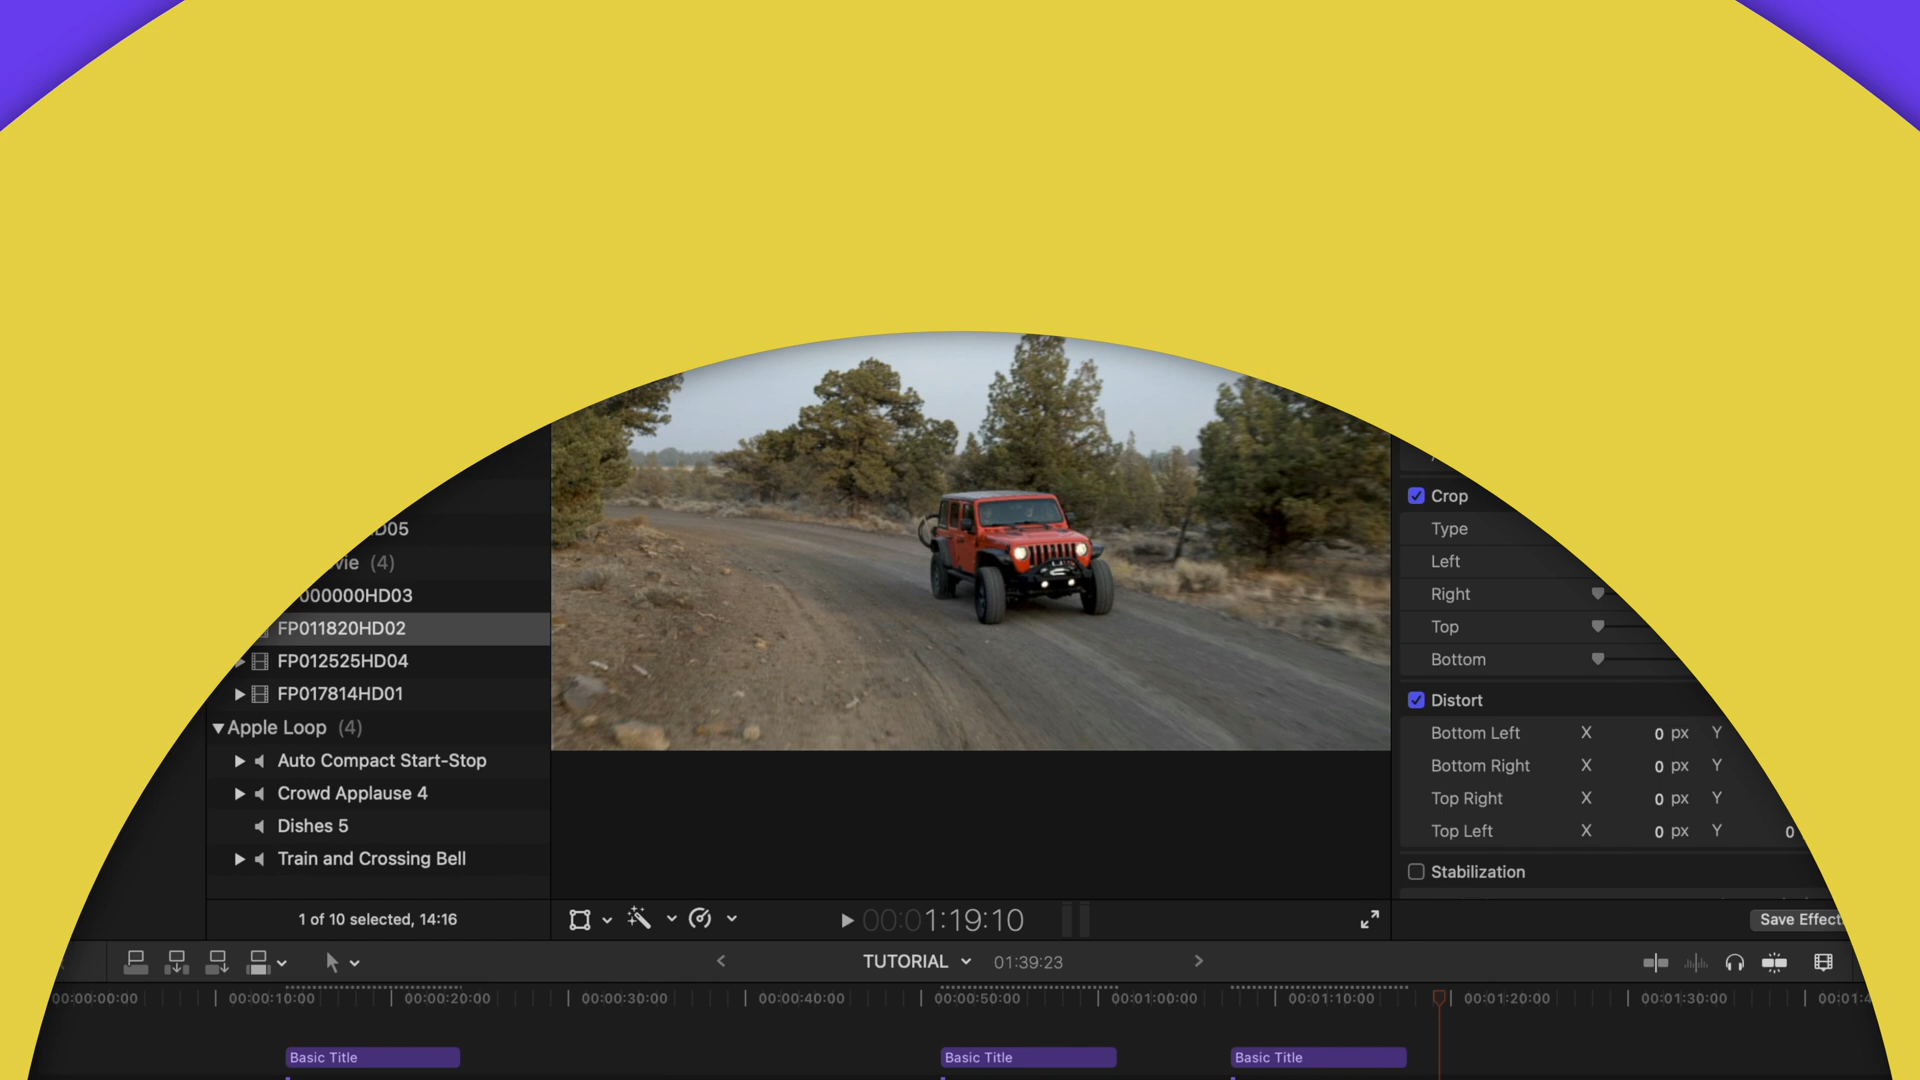 D05
vie (4)
000000HD03
FP011820HD02
FP012525HD04
FP017814HD01
Apple Loop (4)
Auto Compact Start-Stop
Crowd Applause 4
Dishes 5
Train and Crossing Bell
1 of 10 selected, 14:16
00:01:19:10
Crop
Type
Left
Right
Top
Bottom
Distort
Bottom Left X 0 px Y
Bottom Right X 0 px Y
Top Right X 0 px Y
Top Left X 0 px Y 0
Stabilization
Save Effect
TUTORIAL 01:39:23
00:00:00:00 00:00:10:00 00:00:20:00 00:00:30:00 00:00:40:00 00:00:50:00 00:01:00:00 00:01:10:00 00:01:20:00 00:01:30:00 00:01:4
Basic Title Basic Title Basic Title